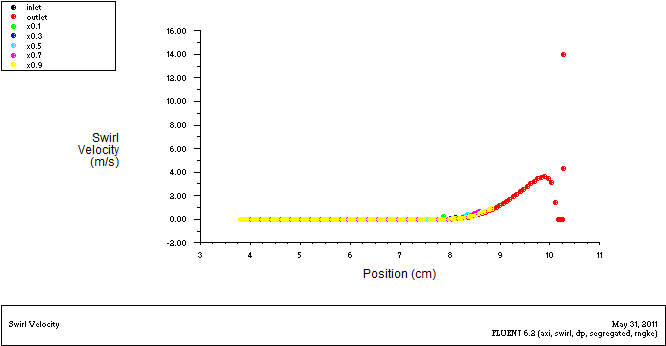 inlet
outlet
x0.1
x0.3
x0.5
x0.7
x0.9
16.00
14.00
12.00
10.00
8.00
6.00
4.00
2.00
0.00
-2.00
Swirl
Velocity
(m/s)
3 4 5 6 7 8 9 10 11
Position (cm)
Swirl Velocity
May 31, 2011
FLUENT 6.2 (axi, swirl, dp, segregated, rngke)